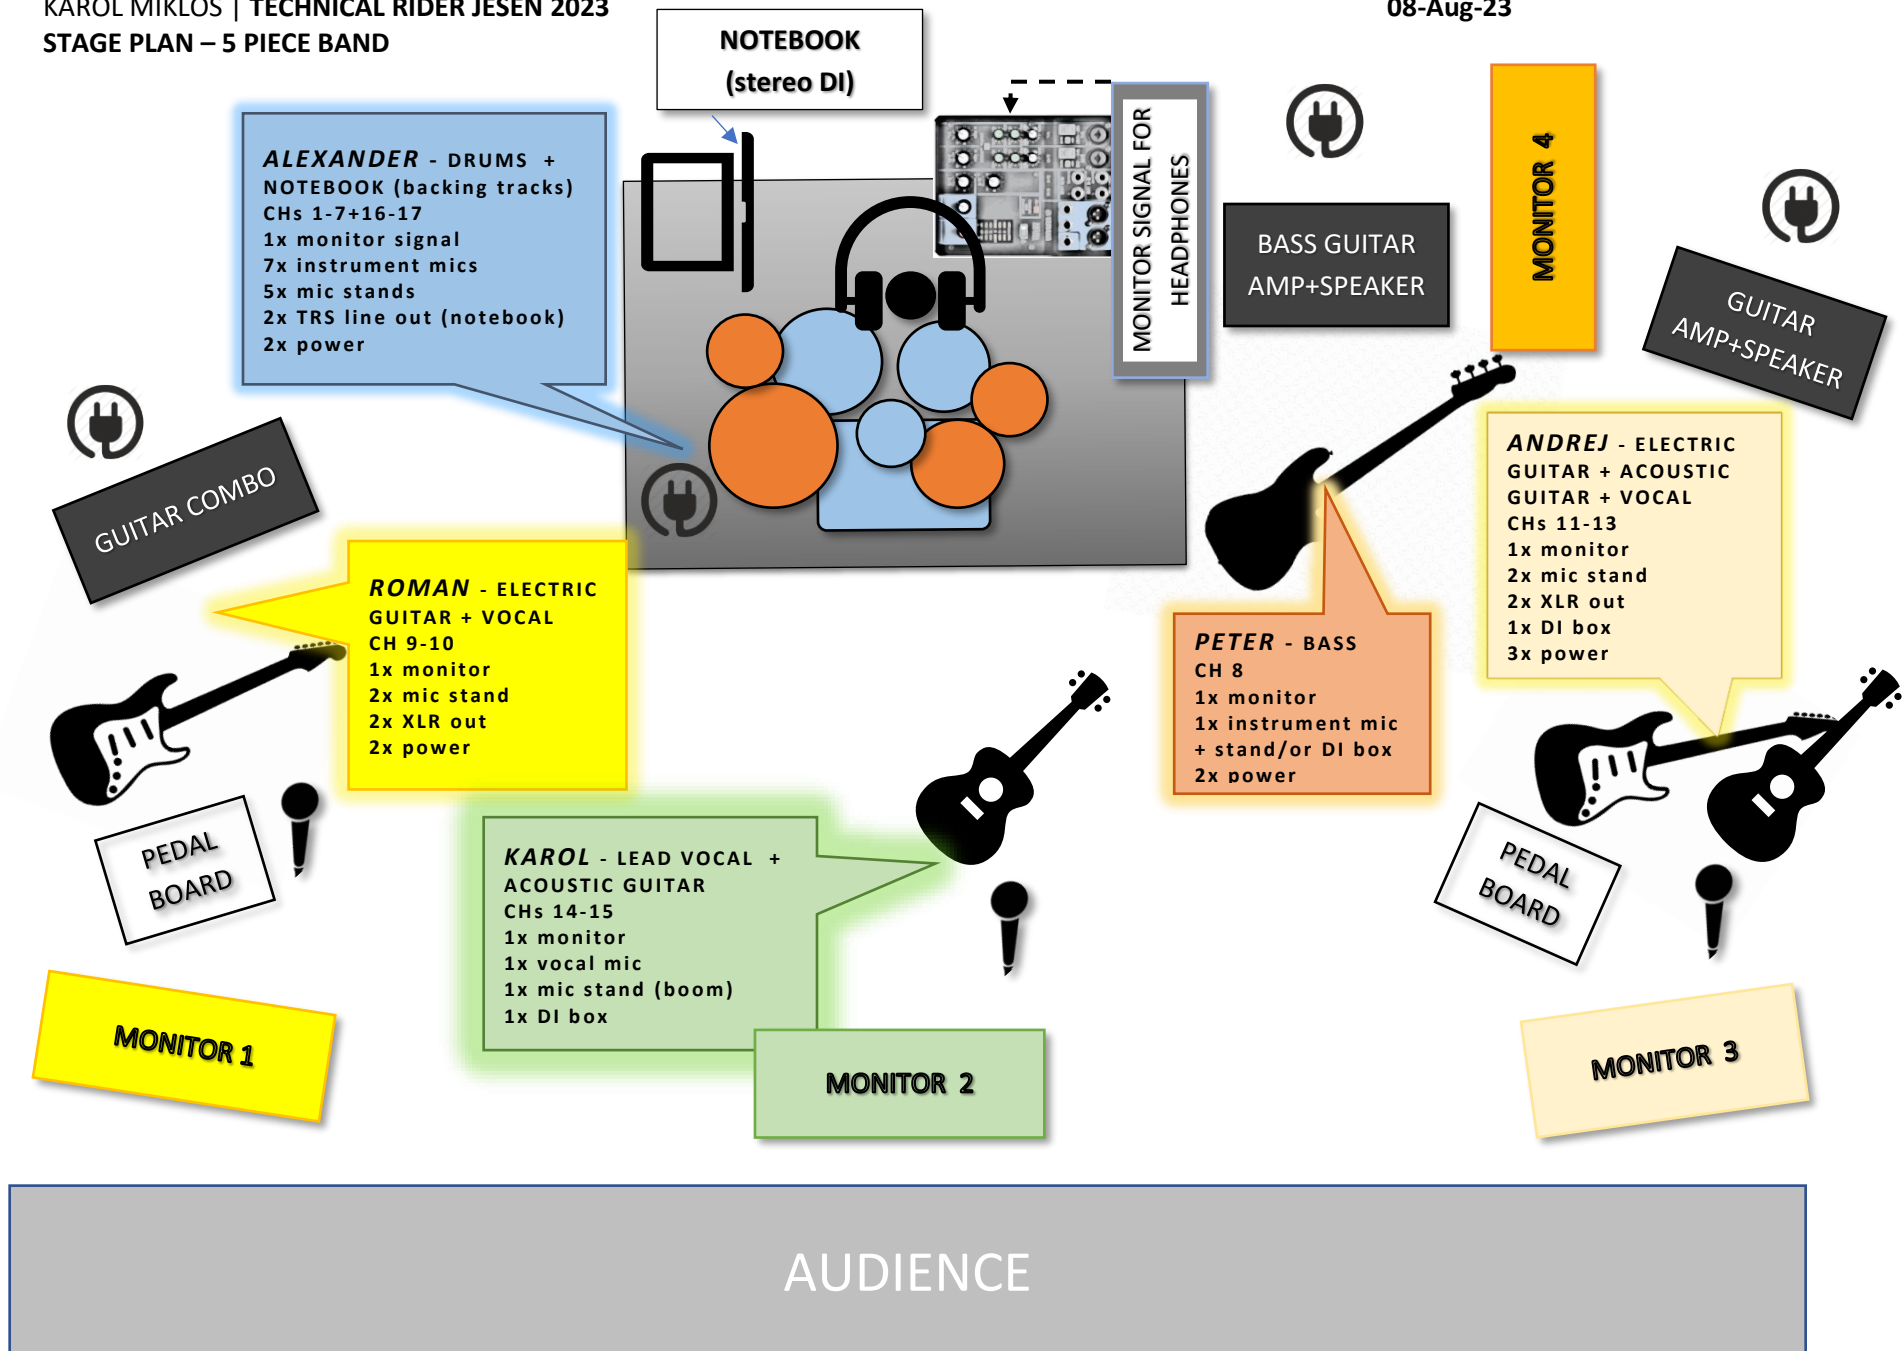 KAROL MIKLOS | TECHNICAL RIDER JESEN 2023
08-Aug-23
STAGE PLAN – 5 PIECE BAND
NOTEBOOK
(stereo DI)
ALEXANDER - DRUMS +
NOTEBOOK (backing tracks)
CHs 1-7+16-17
1x monitor signal
7x instrument mics
5x mic stands
2x TRS line out (notebook)
2x power
MONITOR SIGNAL FOR
HEADPHONES
BASS GUITAR
AMP+SPEAKER
MONITOR 4
GUITAR
AMP+SPEAKER
GUITAR COMBO
ROMAN - ELECTRIC
GUITAR + VOCAL
CH 9-10
1x monitor
2x mic stand
2x XLR out
2x power
ANDREJ - ELECTRIC
GUITAR + ACOUSTIC
GUITAR + VOCAL
CHs 11-13
1x monitor
2x mic stand
2x XLR out
1x DI box
3x power
PETER - BASS
CH 8
1x monitor
1x instrument mic
+ stand/or DI box
2x power
PEDAL
BOARD
KAROL - LEAD VOCAL +
ACOUSTIC GUITAR
CHs 14-15
1x monitor
1x vocal mic
1x mic stand (boom)
1x DI box
PEDAL
BOARD
MONITOR 1
MONITOR 2
MONITOR 3
AUDIENCE